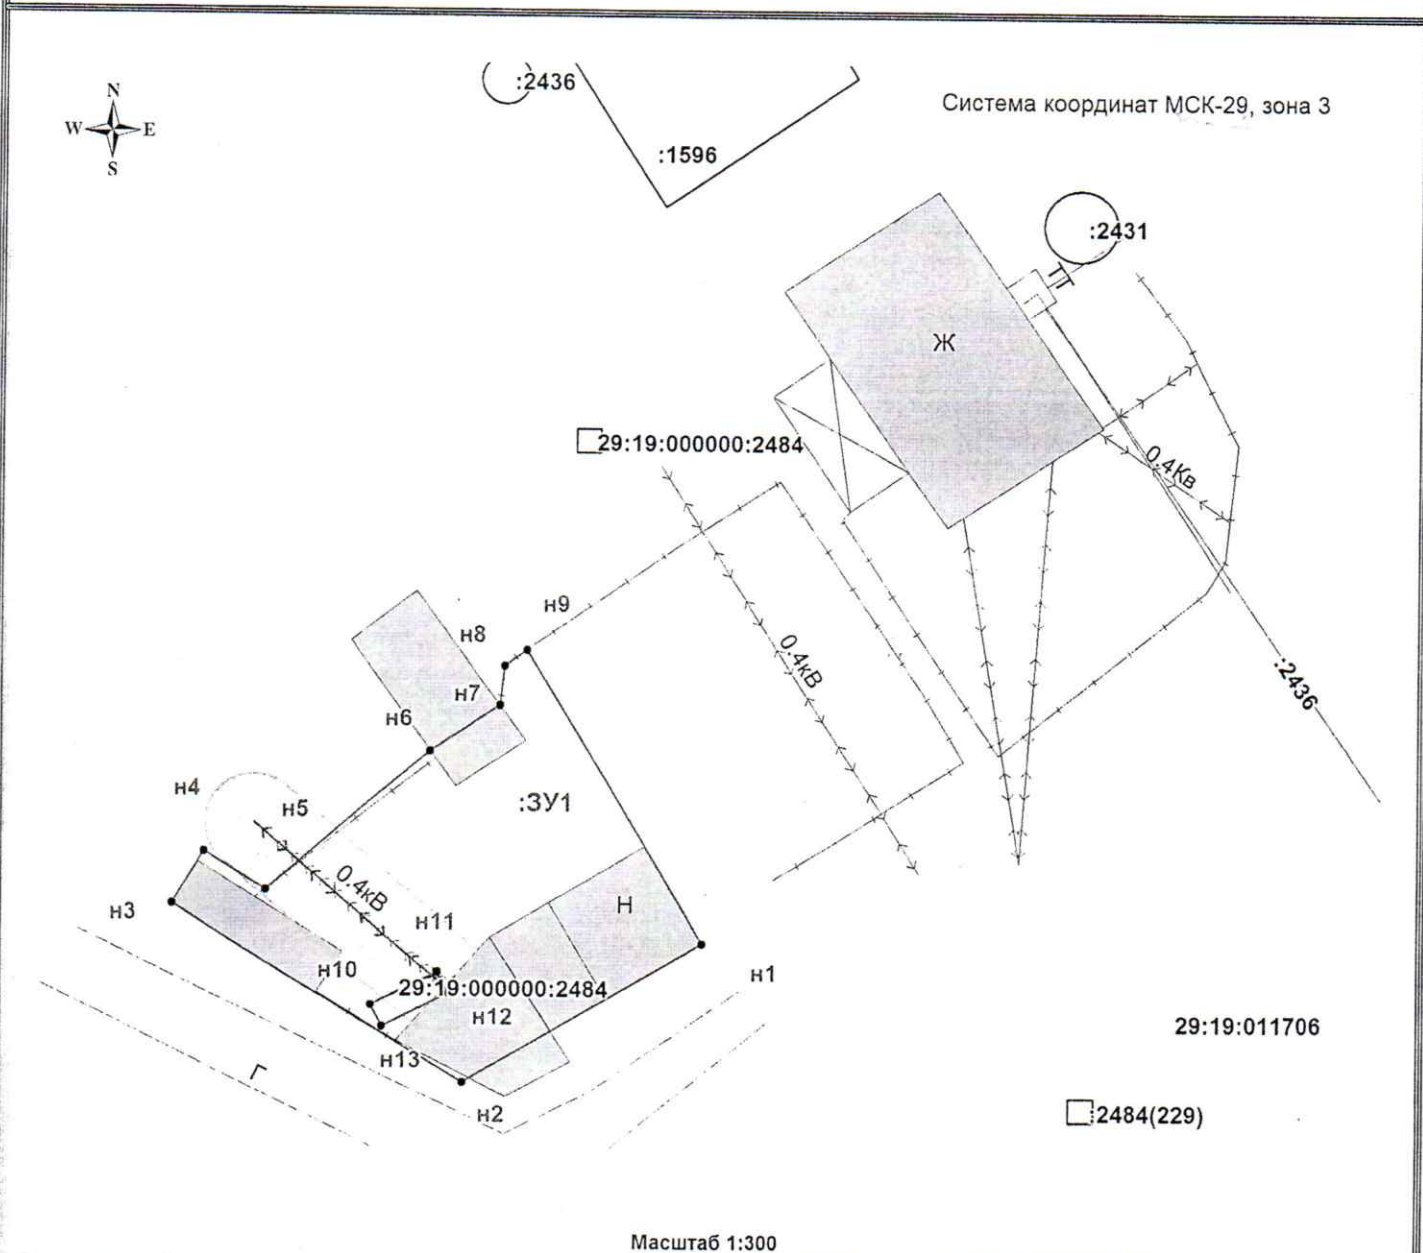 :2436
N
W E
S
Система координат МСК-29, зона 3
:1596
:2431
Ж
29:19:000000:2484
0.4Кв
н9
н8
0.4кВ
н7
:2436
н6
н4
н5
:ЗУ1
0.4кВ
н3
н11
Н
н10
н1
29:19:000000:2484
н12
29:19:011706
н13
Г
н2
2484(229)
Масштаб 1:300